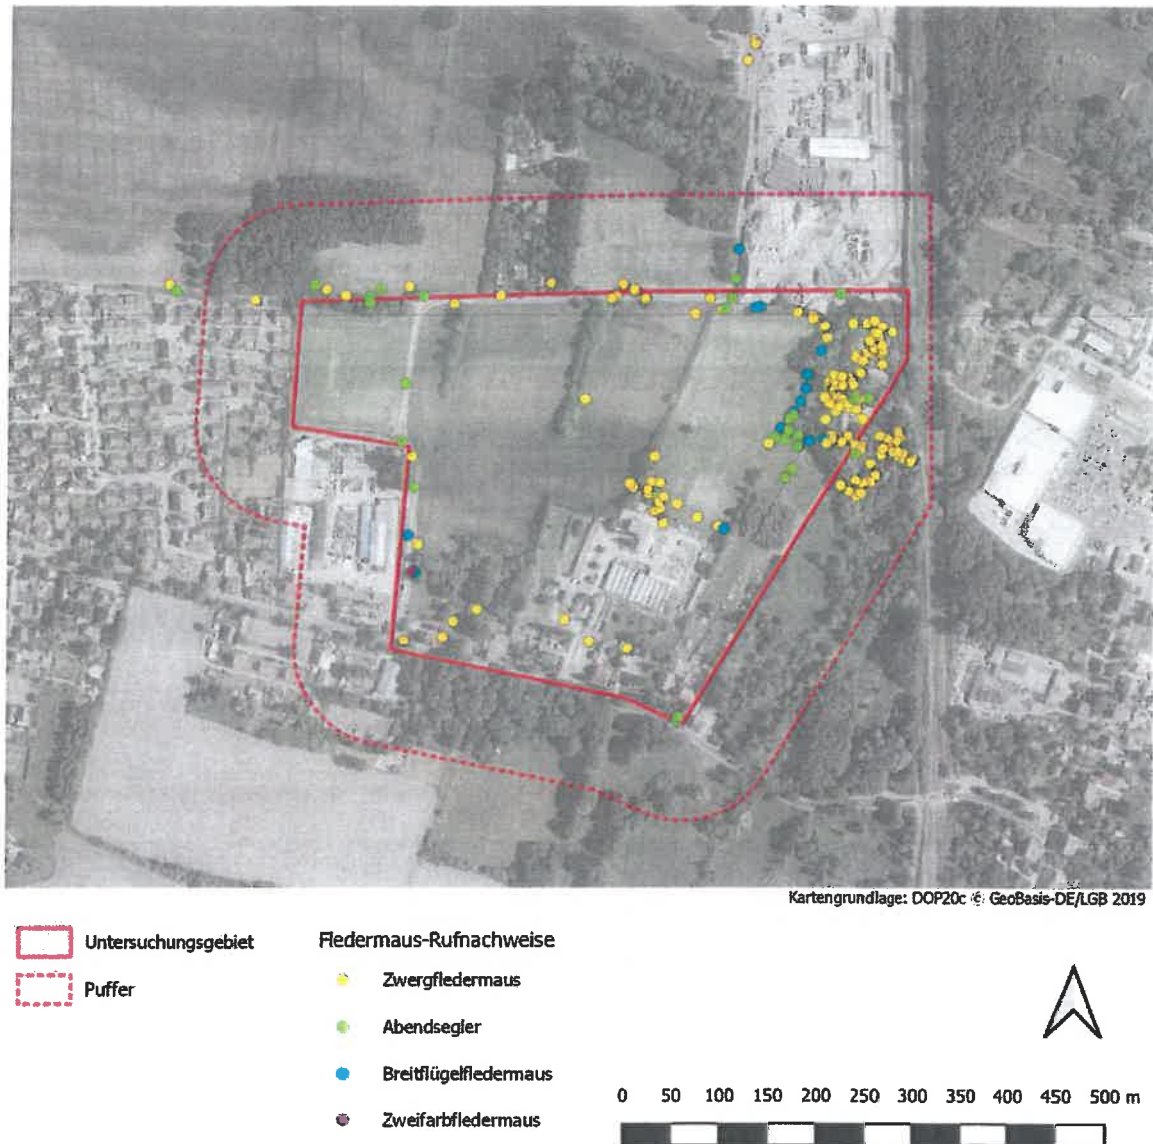 Kartengrundlage: DOP20c © GeoBasis-DE/LGB 2019
Untersuchungsgebiet
Puffer
Fledermaus-Rufnachweise
Zwergfledermaus
Abendsegler
Breitflügelfledermaus
Zweifarbfledermaus
0 50 100 150 200 250 300 350 400 450 500 m